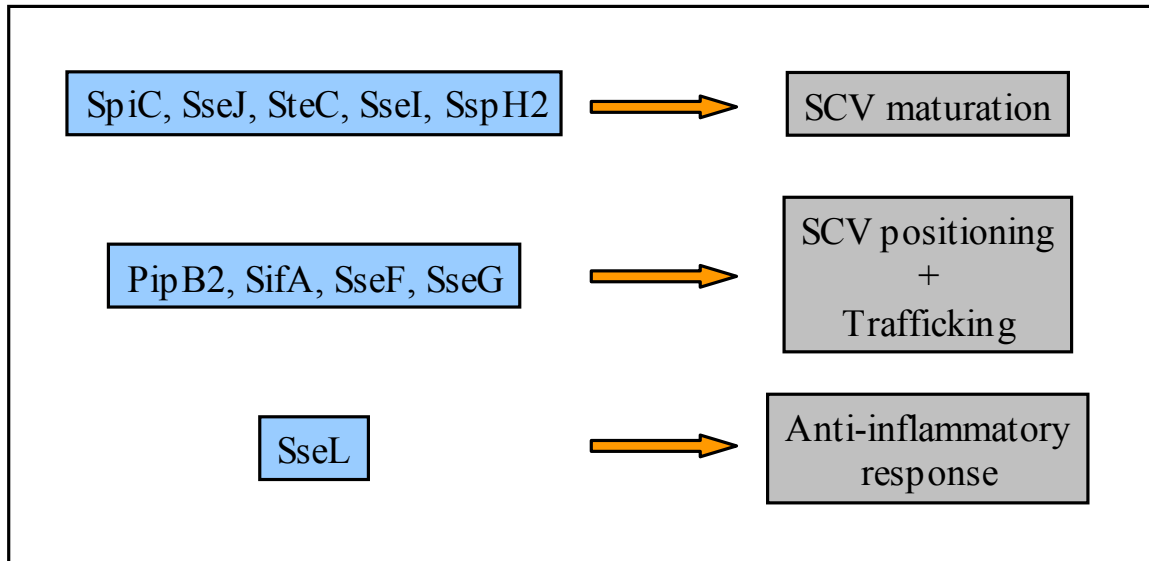 SpiC, SseJ, SteC, SseI, SspH2
SCV maturation
PipB2, SifA, SseF, SseG
SCV positioning
+
Trafficking
SseL
Anti-inflammatory
response